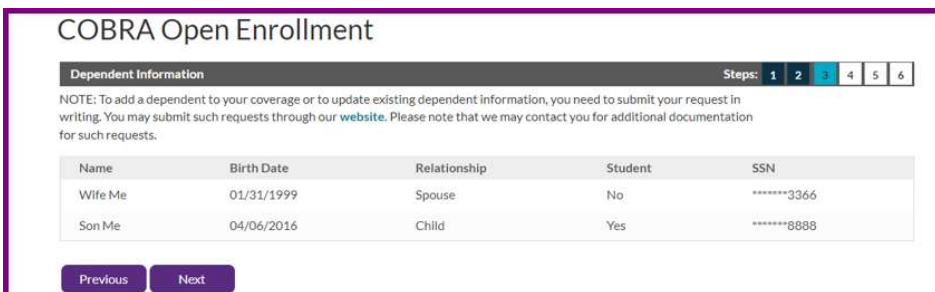 COBRA Open Enrollment
Dependent Information Steps: 1 2 3 4 5 6
NOTE: To add a dependent to your coverage or to update existing dependent information, you need to submit your request in
writing. You may submit such requests through our website. Please note that we may contact you for additional documentation
for such requests.
Name Birth Date Relationship Student SSN
Wife Me 01/31/1999 Spouse No *******3366
Son Me 04/06/2016 Child Yes *******8888
Previous Next